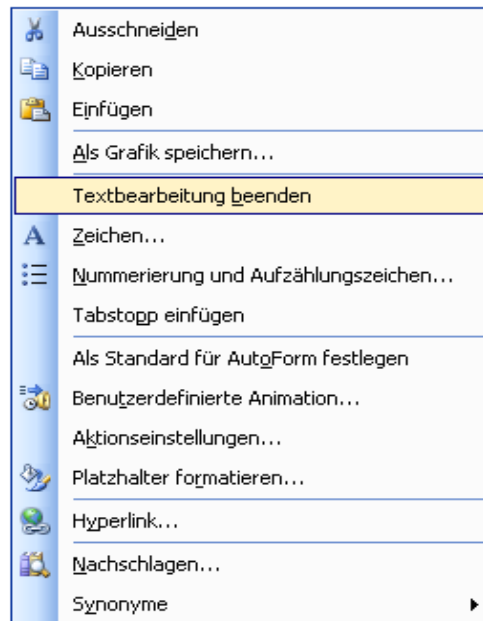 Ausschneiden
Kopieren
Einfügen
Als Grafik speichern...
Textbearbeitung beenden
Zeichen...
Nummerierung und Aufzählungszeichen...
Tabstopp einfügen
Als Standard für AutoForm festlegen
Benutzerdefinierte Animation...
Aktionseinstellungen...
Platzhalter formatieren...
Hyperlink...
Nachschlagen...
Synonyme